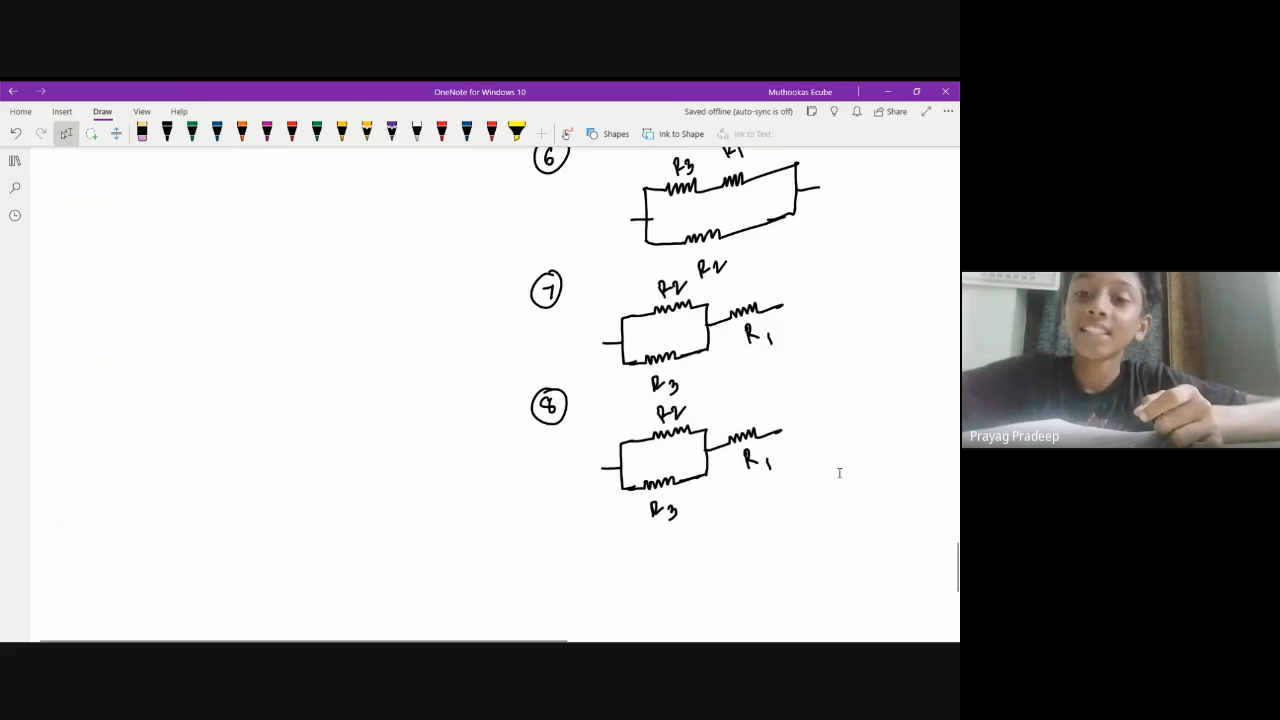 OneNote for Windows 10
Muthookas Ecube
Home Insert Draw View Help
Saved offline (auto-sync is off)
Share
Shapes
Ink to Shape
Ink to Text
6
R3 R1
R2
7
R2
R1
R3
8
R2
R1
R3
Prayag Pradeep